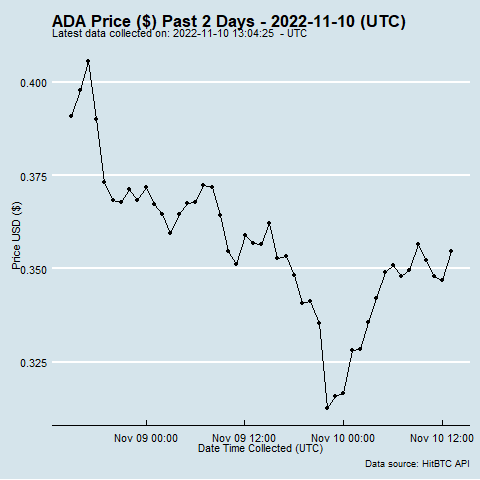 ADA Price ($) Past 2 Days - 2022-11-10 (UTC)
Latest data collected on: 2022-11-10 13:04:25  - UTC
0.400
0.375
0.350
0.325
Price USD ($)
Nov 09 00:00
Nov 09 12:00
Nov 10 00:00
Nov 10 12:00
Date Time Collected (UTC)
Data source: HitBTC API